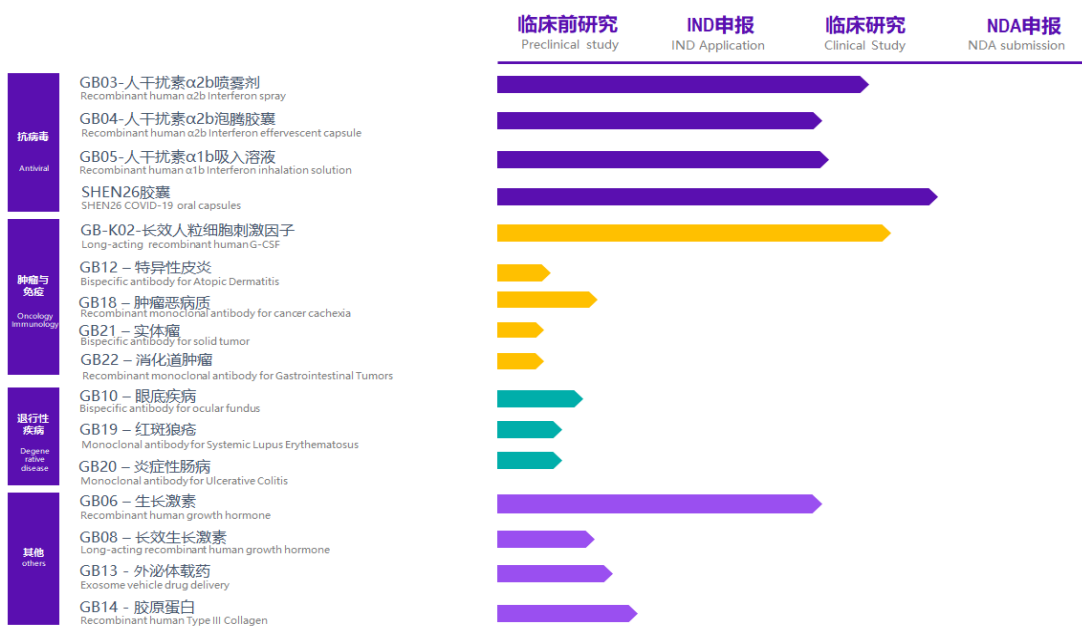 临床前研究 IND申报 临床研究 NDA申报
Preclinical study IND Application Clinical Study NDA submission
抗病毒
Antiviral
GB03-人干扰素α2b喷雾剂
Recombinant human α2b Interferon spray
GB04-人干扰素α2b泡腾胶囊
Recombinant human α2b Interferon effervescent capsule
GB05-人干扰素α1b吸入溶液
Recombinant human α1b Interferon inhalation solution
SHEN26胶囊
SHEN26 COVID-19 oral capsules
肿瘤与
免疫
Oncology
Immunology
GB-K02-长效人粒细胞刺激因子
Long-acting recombinant human G-CSF
GB12 – 特异性皮炎
Bispecific antibody for Atopic Dermatitis
GB18 – 肿瘤恶病质
Recombinant monoclonal antibody for cancer cachexia
GB21 – 实体瘤
Bispecific antibody for solid tumor
GB22 – 消化道肿瘤
Recombinant monoclonal antibody for Gastrointestinal Tumors
退行性
疾病
Degene
rative
disease
GB10 – 眼底疾病
Bispecific antibody for ocular fundus
GB19 – 红斑狼疮
Monoclonal antibody for Systemic Lupus Erythematosus
GB20 – 炎症性肠病
Monoclonal antibody for Ulcerative Colitis
其他
others
GB06 – 生长激素
Recombinant human growth hormone
GB08 – 长效生长激素
Long-acting recombinant human growth hormone
GB13 - 外泌体载药
Exosome vehicle drug delivery
GB14 - 胶原蛋白
Recombinant human Type III Collagen